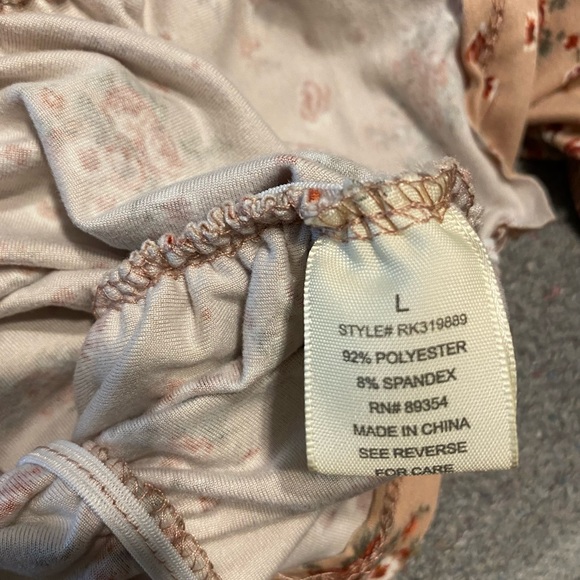 L
STYLE# RK319889
92% POLYESTER
8% SPANDEX
RN# 89354
MADE IN CHINA
SEE REVERSE
FOR CARE